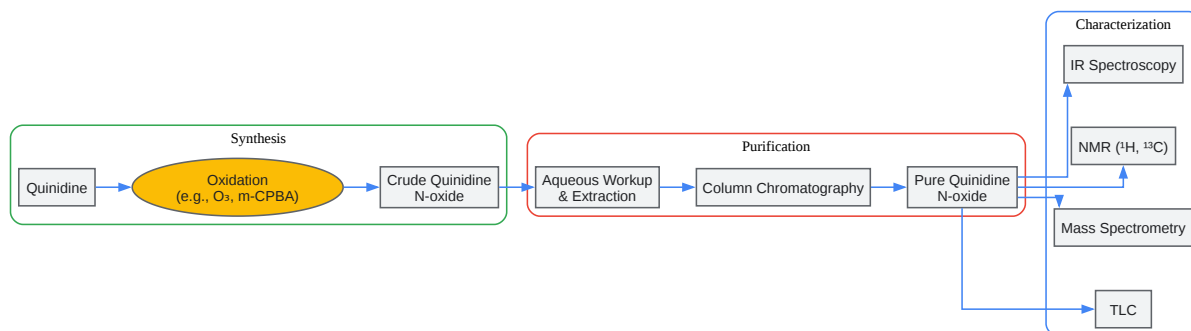 Characterization
IR Spectroscopy
Synthesis
Purification
NMR (¹H, ¹³C)
Quinidine
Oxidation
(e.g., O₃, m-CPBA)
Crude Quinidine
N-oxide
Aqueous Workup
& Extraction
Column Chromatography
Pure Quinidine
N-oxide
Mass Spectrometry
TLC